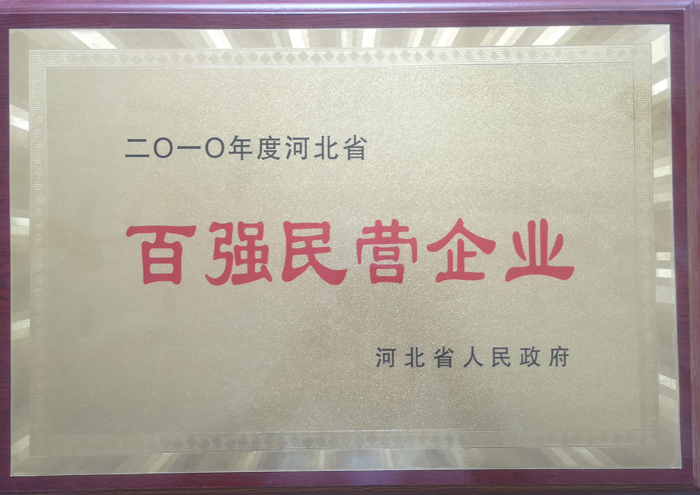 二〇一〇年度河北省
百强民营企业
河北省人民政府